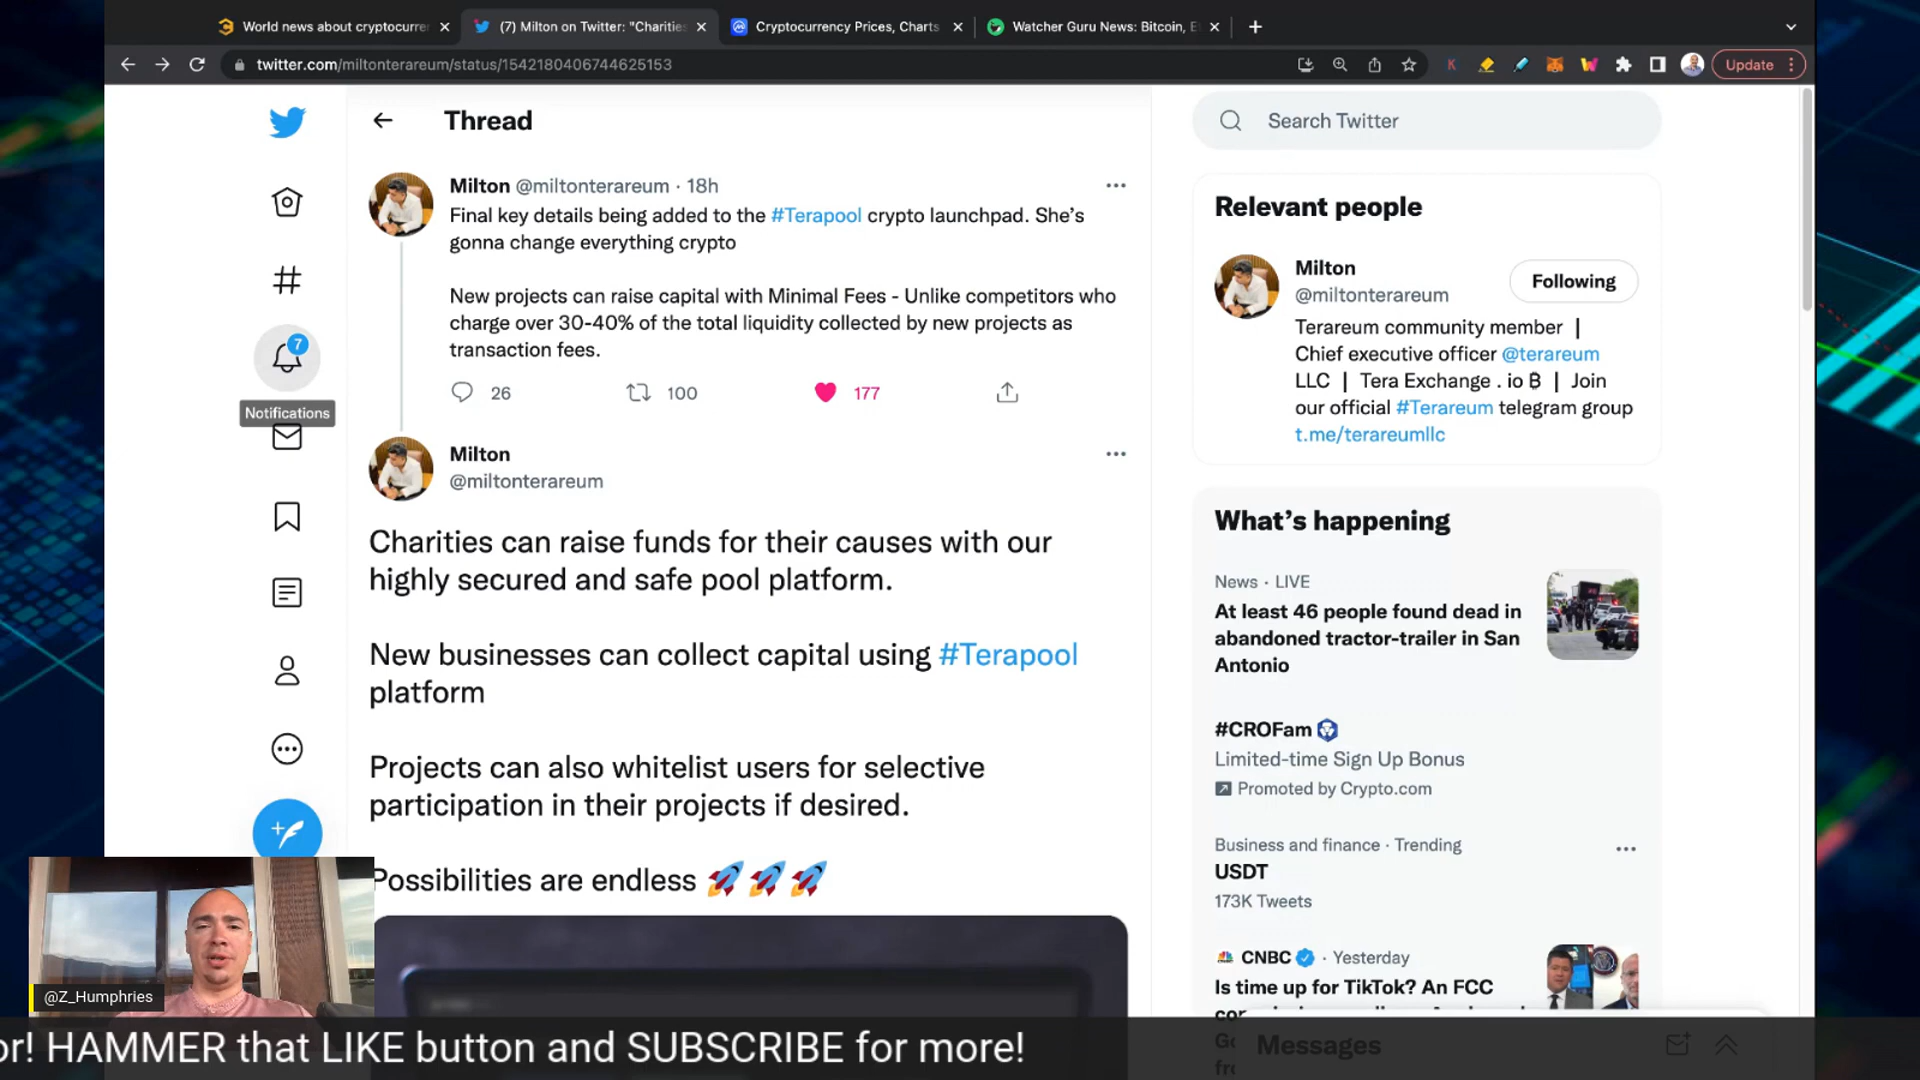 World news about cryptocurre
(7) Milton on Twitter: "Charities
Cryptocurrency Prices, Charts
Watcher Guru News: Bitcoin, E
twitter.com/miltonterareum/status/1542180406744625153
Update
Thread
Milton @miltonterareum · 18h
Final key details being added to the #Terapool crypto launchpad. She's
gonna change everything crypto
New projects can raise capital with Minimal Fees - Unlike competitors who
charge over 30-40% of the total liquidity collected by new projects as
transaction fees.
26
100
177
7
Notifications
Milton
@miltonterareum
Charities can raise funds for their causes with our
highly secured and safe pool platform.
New businesses can collect capital using #Terapool
platform
Projects can also whitelist users for selective
participation in their projects if desired.
Possibilities are endless 🚀🚀🚀
Search Twitter
Relevant people
Milton
@miltonterareum
Following
Terareum community member |
Chief executive officer @terareum
LLC | Tera Exchange . io ₿ | Join
our official #Terareum telegram group
t.me/terareumllc
What's happening
News · LIVE
At least 46 people found dead in
abandoned tractor-trailer in San
Antonio
#CROFam
Limited-time Sign Up Bonus
Promoted by Crypto.com
Business and finance · Trending
USDT
173K Tweets
CNBC · Yesterday
Is time up for TikTok? An FCC
Messages
@Z_Humphries
or! HAMMER that LIKE button and SUBSCRIBE for more!